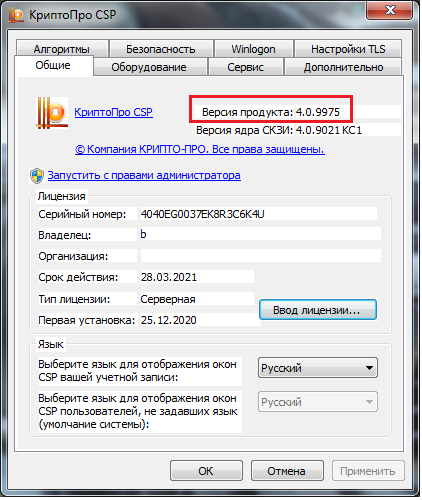 КриптоПро CSP
Алгоритмы Безопасность Winlogon Настройки TLS
Общие Оборудование Сервис Дополнительно
КриптоПро CSP
Версия продукта: 4.0.9975
Версия ядра СКЗИ: 4.0.9021 КС1
© Компания КРИПТО-ПРО. Все права защищены.
Запустить с правами администратора
Лицензия
Серийный номер: 4040EG0037EK8R3C6K4U
Владелец: b
Организация:
Срок действия: 28.03.2021
Тип лицензии: Серверная
Ввод лицензии...
Первая установка: 25.12.2020
Язык
Выберите язык для отображения окон
CSP вашей учетной записи:
Русский
Выберите язык для отображения окон
CSP пользователей, не задавших язык
(умолчание системы):
Русский
ОК Отмена Применить